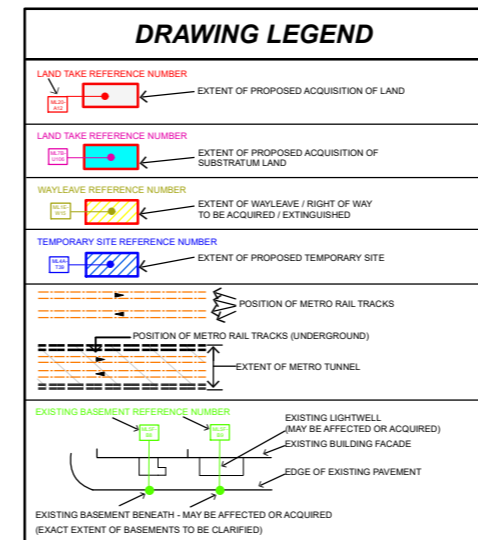 DRAWING LEGEND
LAND TAKE REFERENCE NUMBER
EXTENT OF PROPOSED ACQUISITION OF LAND
LAND TAKE REFERENCE NUMBER
EXTENT OF PROPOSED ACQUISITION OF
SUBSTRATUM LAND
WAYLEAVE REFERENCE NUMBER
EXTENT OF WAYLEAVE / RIGHT OF WAY
TO BE ACQUIRED / EXTINGUISHED
TEMPORARY SITE REFERENCE NUMBER
EXTENT OF PROPOSED TEMPORARY SITE
POSITION OF METRO RAIL TRACKS
POSITION OF METRO RAIL TRACKS (UNDERGROUND)
EXTENT OF METRO TUNNEL
EXISTING BASEMENT REFERENCE NUMBER
EXISTING LIGHTWELL
(MAY BE AFFECTED OR ACQUIRED)
EXISTING BUILDING FACADE
EDGE OF EXISTING PAVEMENT
EXISTING BASEMENT BENEATH - MAY BE AFFECTED OR ACQUIRED
(EXACT EXTENT OF BASEMENTS TO BE CLARIFIED)